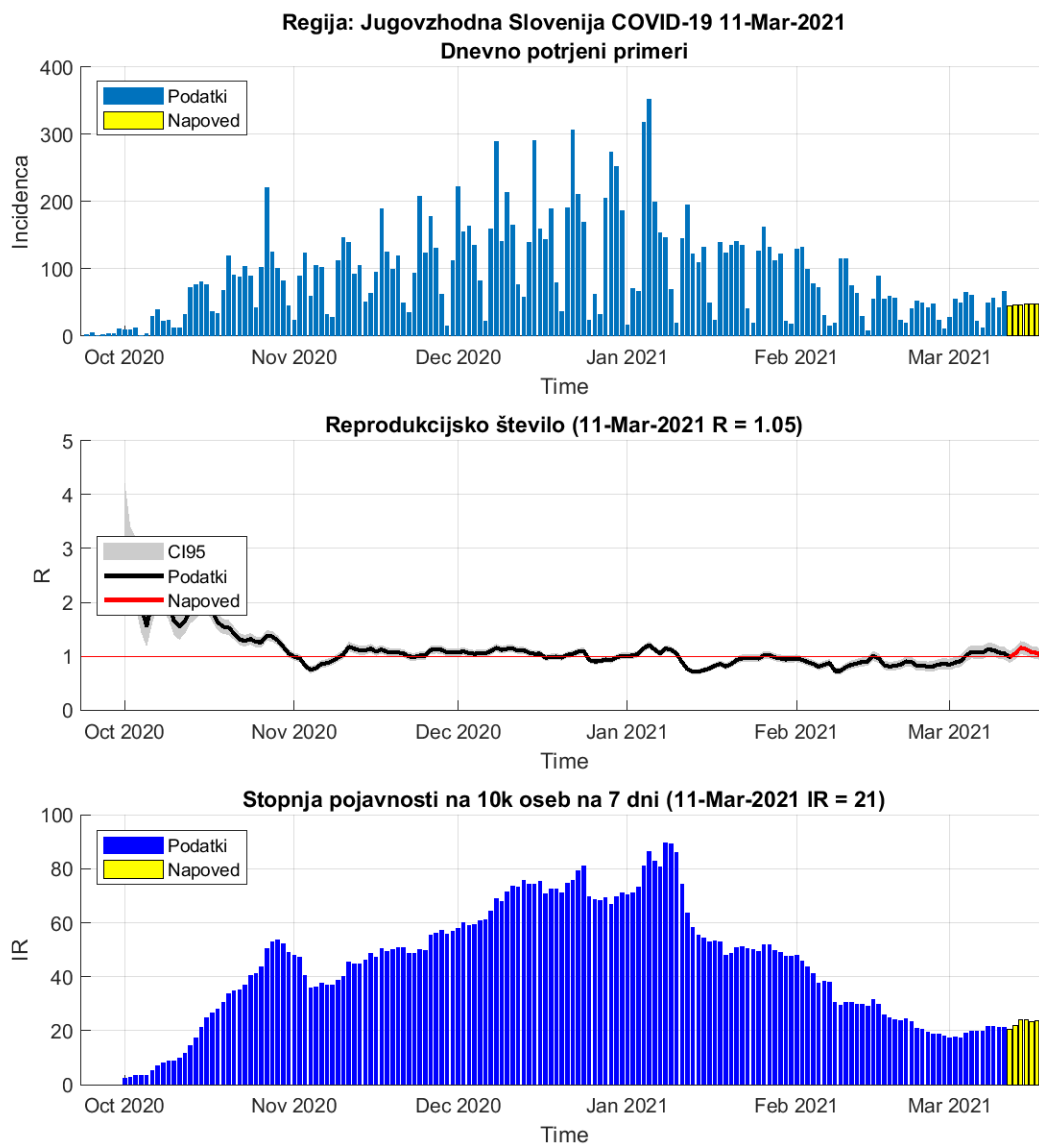 Regija: Jugovzhodna Slovenija COVID-19 11-Mar-2021
Dnevno potrjeni primeri
400
300
200
100
0
Incidenca
Podatki
Napoved
Oct 2020 Nov 2020 Dec 2020 Jan 2021 Feb 2021 Mar 2021
Time
Reprodukcijsko število (11-Mar-2021 R = 1.05)
5
4
3
2
1
0
R
CI95
Podatki
Napoved
Oct 2020 Nov 2020 Dec 2020 Jan 2021 Feb 2021 Mar 2021
Time
Stopnja pojavnosti na 10k oseb na 7 dni (11-Mar-2021 IR = 21)
100
80
60
40
20
0
IR
Podatki
Napoved
Oct 2020 Nov 2020 Dec 2020 Jan 2021 Feb 2021 Mar 2021
Time